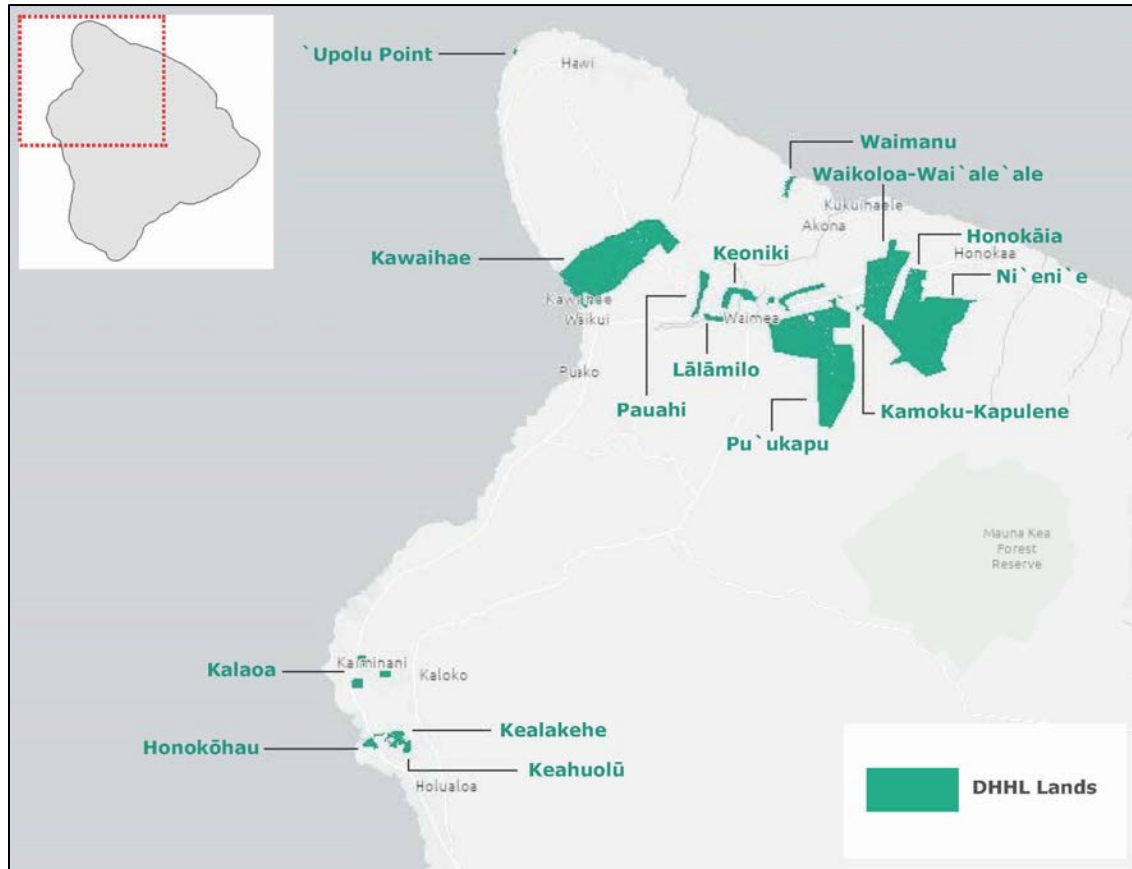 `Upolu Point
Hawi
Waimanu
Waikoloa-Wai`ale`ale
Kukuihaele
Akona
Honokāia
Honokaa
Keoniki
Kawaihae
Ni`eni`e
Kawaihae
Waikui
Waimea
Lālāmilo
Puako
Pauahi
Kamoku-Kapulene
Pu`ukapu
Mauna Kea
Forest
Reserve
Kalaoa
Kaiminani
Kaloko
Kealakehe
Honokōhau
Keahuolū
Holualoa
DHHL Lands